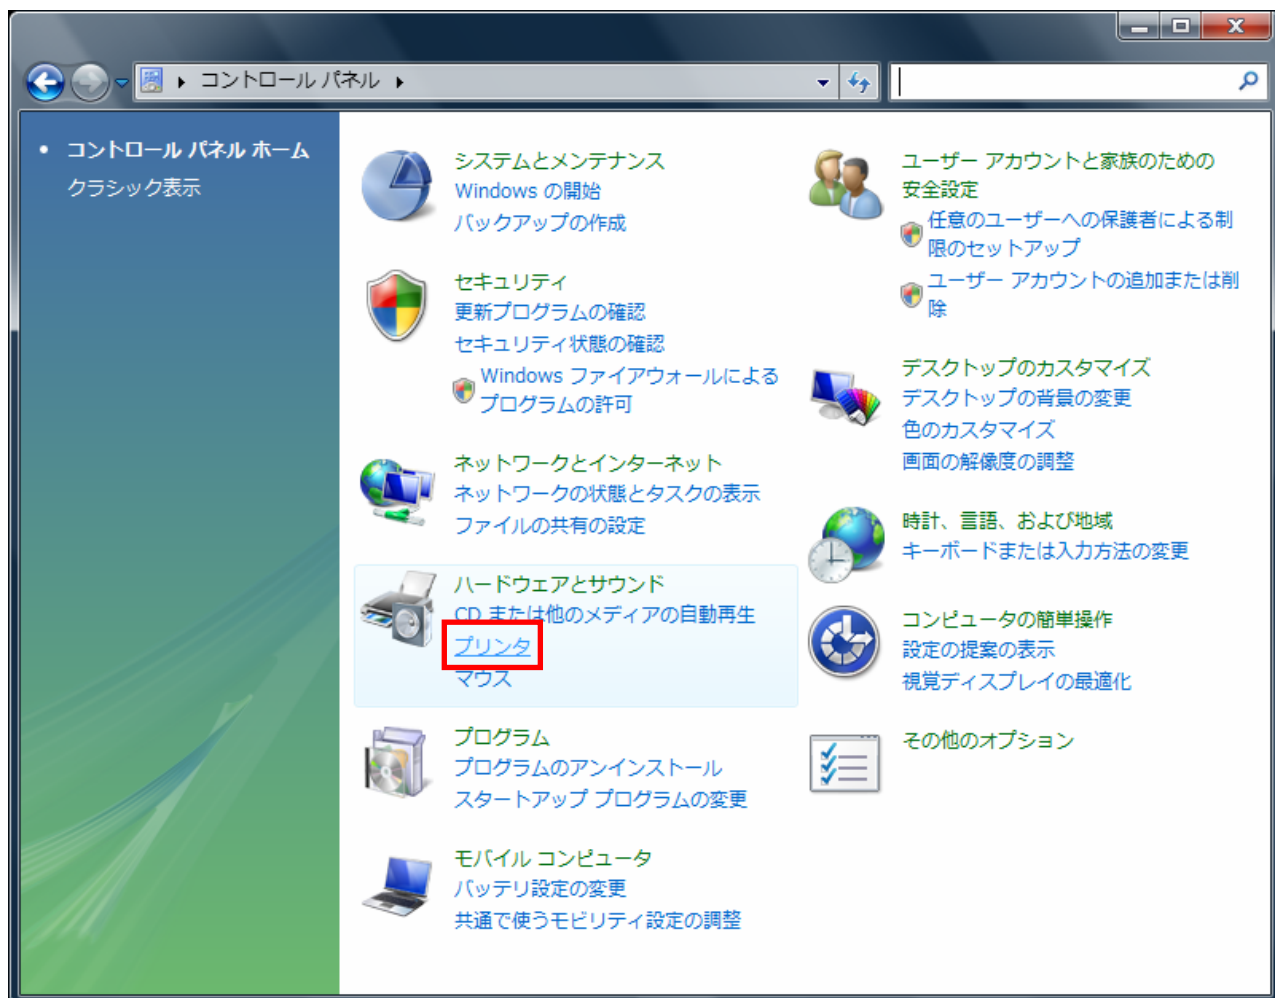 コントロール パネル
コントロール パネル ホーム
クラシック表示
システムとメンテナンス
Windows の開始
バックアップの作成
セキュリティ
更新プログラムの確認
セキュリティ状態の確認
Windows ファイアウォールによる
プログラムの許可
ネットワークとインターネット
ネットワークの状態とタスクの表示
ファイルの共有の設定
ハードウェアとサウンド
CD または他のメディアの自動再生
プリンタ
マウス
プログラム
プログラムのアンインストール
スタートアップ プログラムの変更
モバイル コンピュータ
バッテリ設定の変更
共通で使うモビリティ設定の調整
ユーザー アカウントと家族のための
安全設定
任意のユーザーへの保護者による制
限のセットアップ
ユーザー アカウントの追加または削
除
デスクトップのカスタマイズ
デスクトップの背景の変更
色のカスタマイズ
画面の解像度の調整
時計、言語、および地域
キーボードまたは入力方法の変更
コンピュータの簡単操作
設定の提案の表示
視覚ディスプレイの最適化
その他のオプション